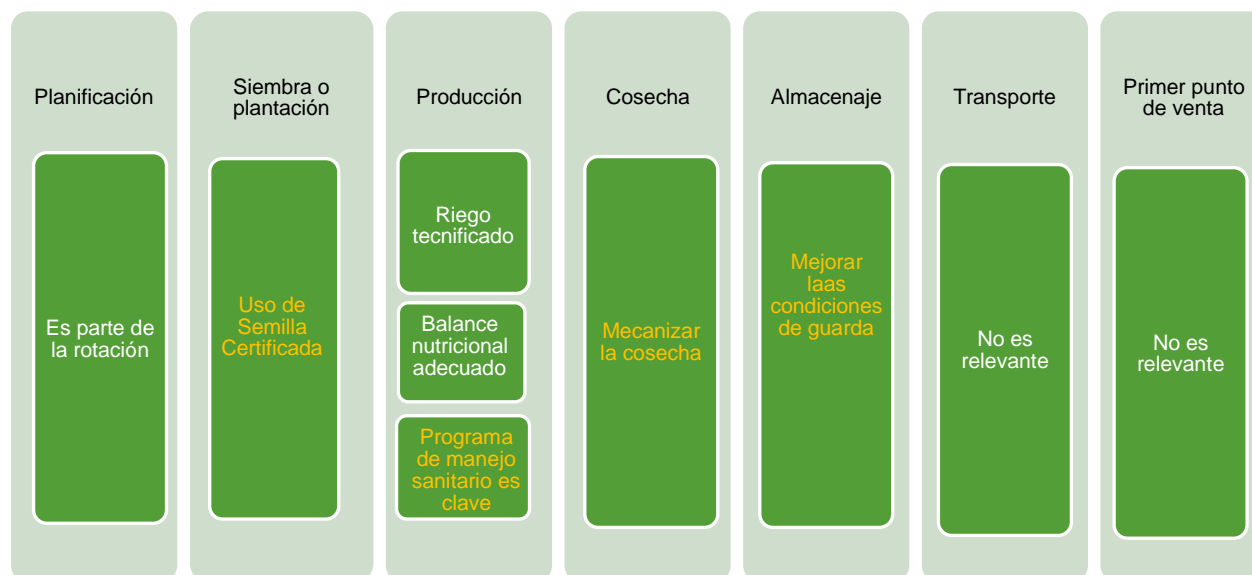 Planificación
Es parte de
la rotación
Siembra o
plantación
Uso de
Semilla
Certificada
Producción
Riego
tecnificado
Balance
nutricional
adecuado
Programa
de manejo
sanitario es
clave
Cosecha
Mecanizar
la cosecha
Almacenaje
Mejorar
laas
condiciones
de guarda
Transporte
No es
relevante
Primer punto
de venta
No es
relevante